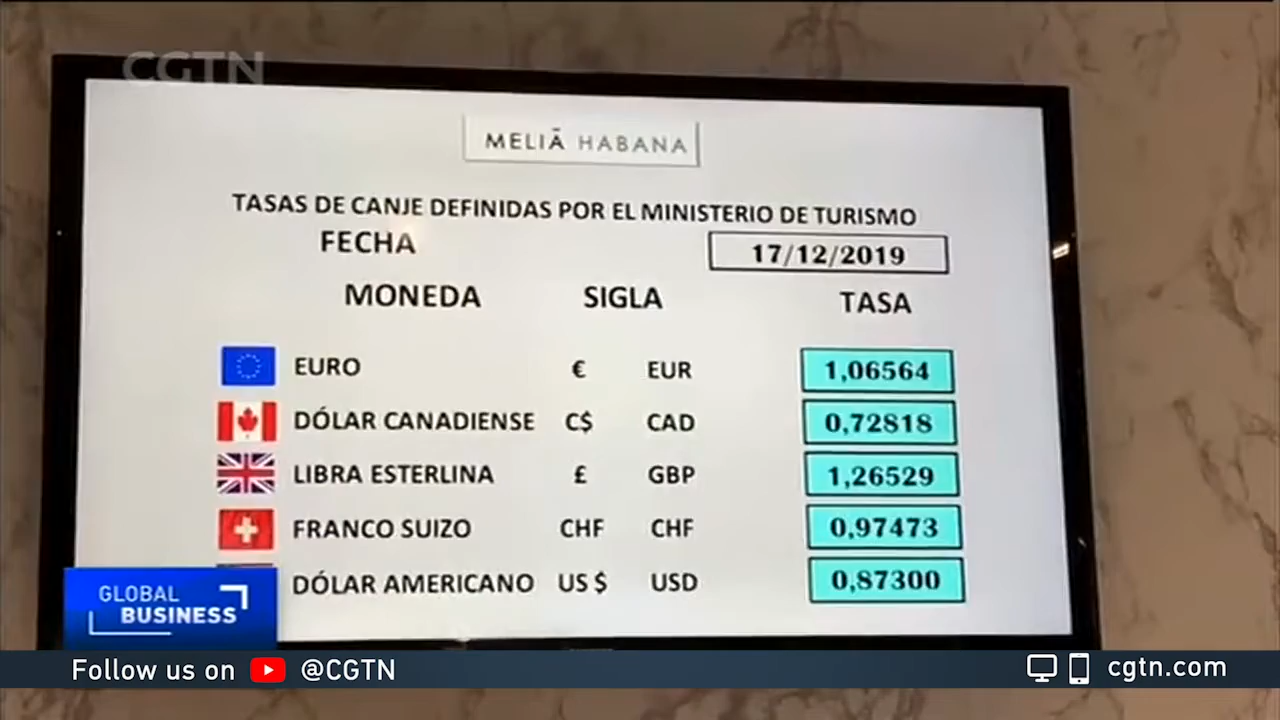 CGTN
MELIÃ HABANA
TASAS DE CANJE DEFINIDAS POR EL MINISTERIO DE TURISMO
FECHA 17/12/2019
MONEDA SIGLA TASA
EURO € EUR 1,06564
DÓLAR CANADIENSE C$ CAD 0,72818
LIBRA ESTERLINA £ GBP 1,26529
FRANCO SUIZO CHF CHF 0,97473
DÓLAR AMERICANO US $ USD 0,87300
GLOBAL
BUSINESS
Follow us on @CGTN cgtn.com